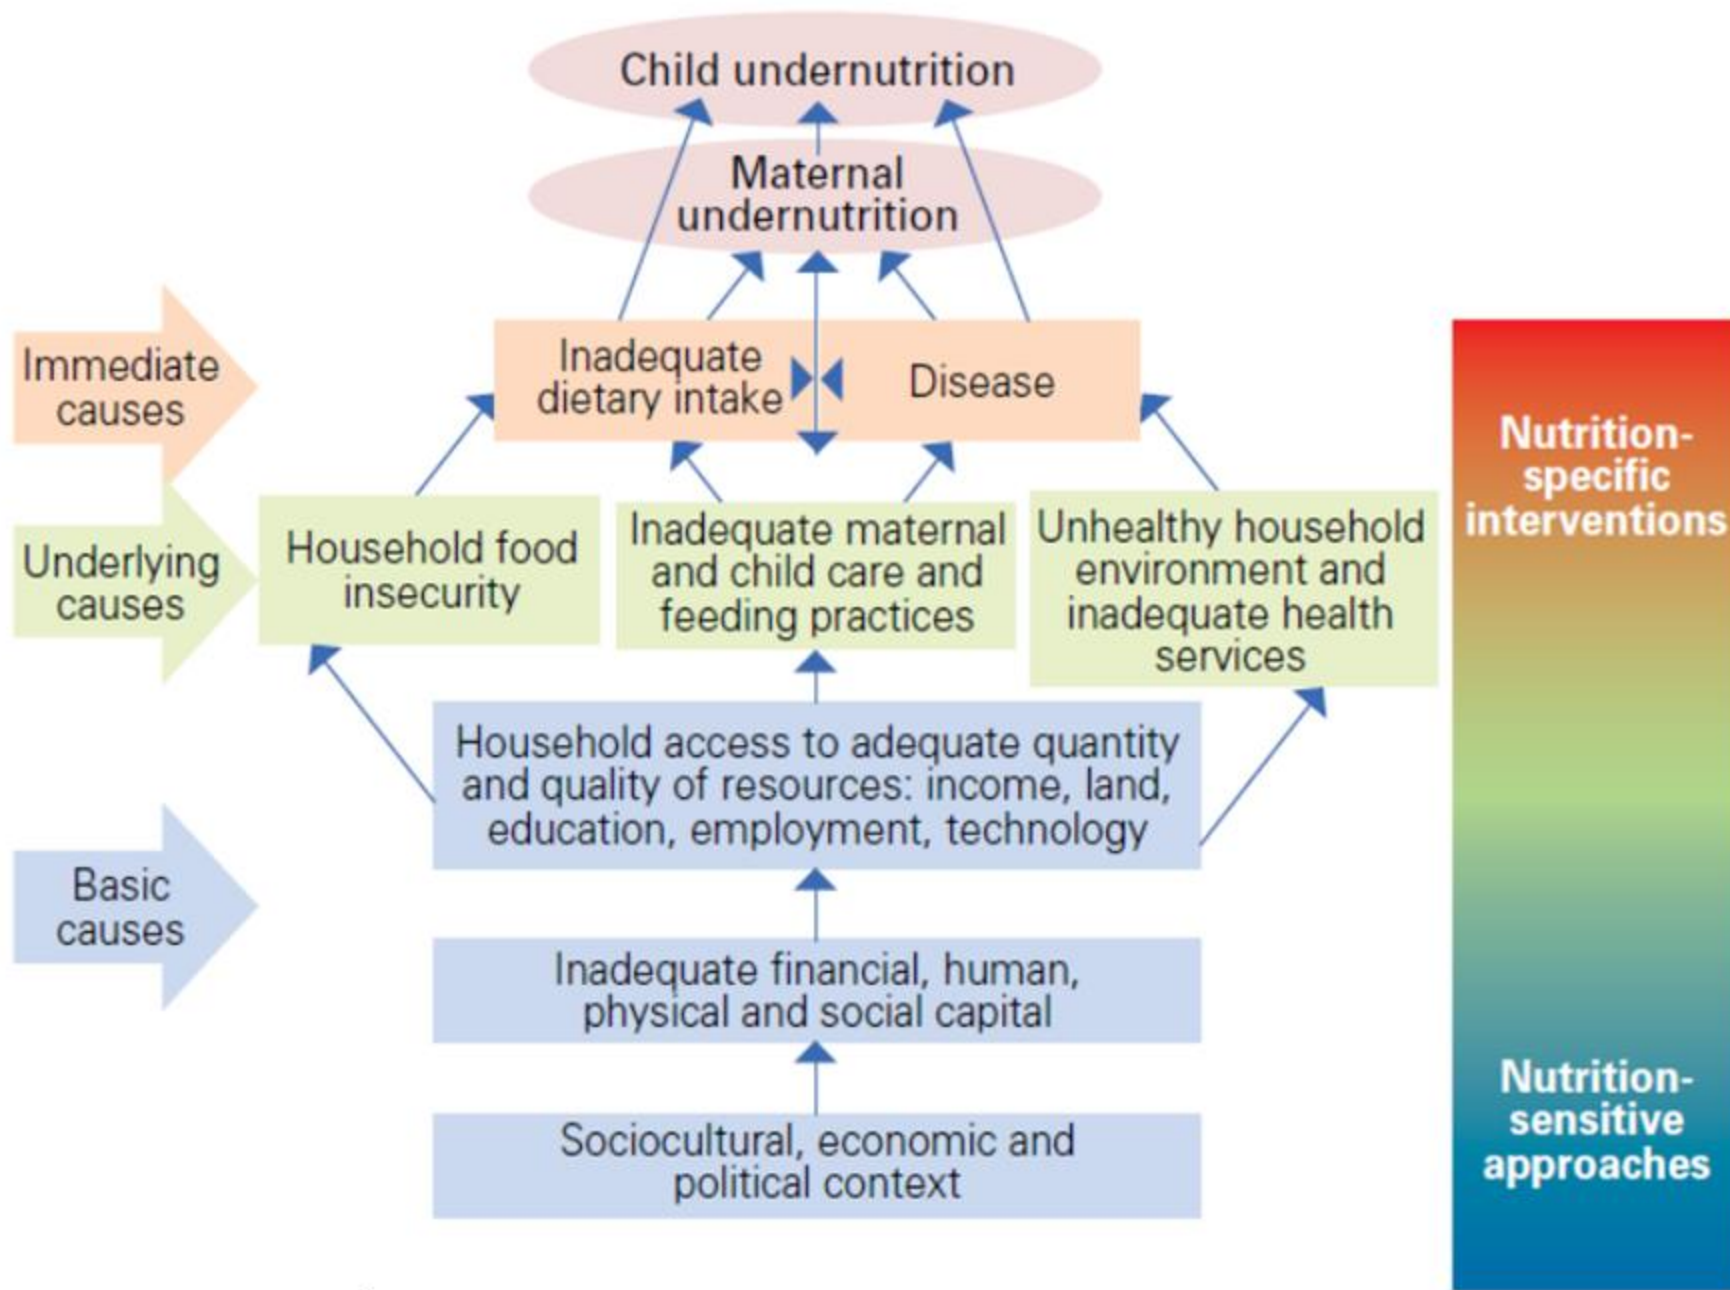 Child undernutrition
Maternal
undernutrition
Immediate
causes
Inadequate
dietary intake
Disease
Nutrition-
specific
interventions
Underlying
causes
Household food
insecurity
Inadequate maternal
and child care and
feeding practices
Unhealthy household
environment and
inadequate health
services
Household access to adequate quantity
and quality of resources: income, land,
education, employment, technology
Basic
causes
Inadequate financial, human,
physical and social capital
Nutrition-
sensitive
approaches
Sociocultural, economic and
political context